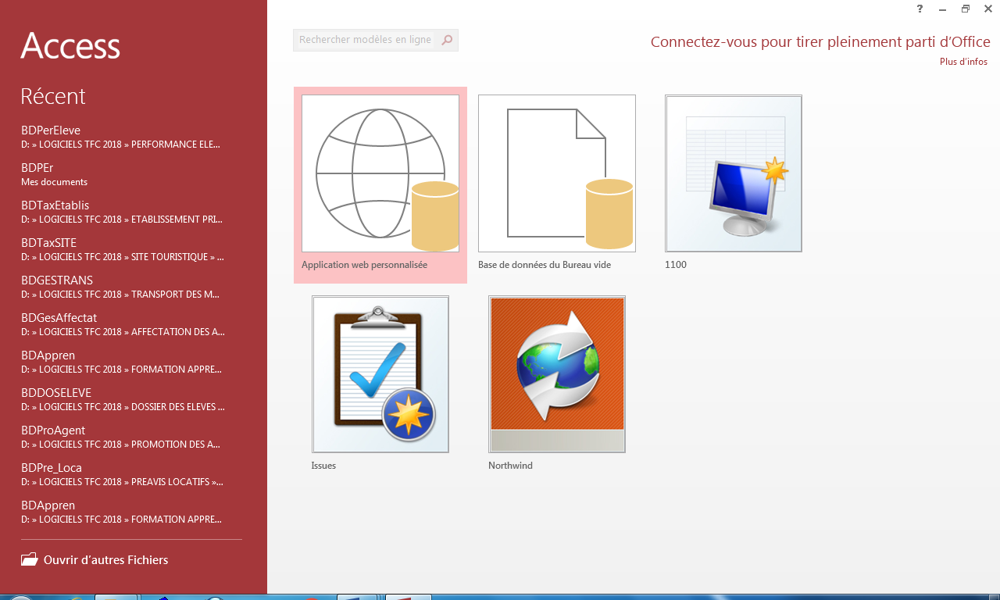 ?
Access
Rechercher modèles en ligne
Connectez-vous pour tirer pleinement parti d'Office
Plus d'infos
Récent
BDPerEleve
D: » LOGICIELS TFC 2018 » PERFORMANCE ELE...
BDPEr
Mes documents
BDTaxEtablis
D: » LOGICIELS TFC 2018 » ETABLISSEMENT PRI...
BDTaxSITE
D: » LOGICIELS TFC 2018 » SITE TOURISTIQUE » ...
BDGESTRANS
D: » LOGICIELS TFC 2018 » TRANSPORT DES M...
BDGesAffectat
D: » LOGICIELS TFC 2018 » AFFECTATION DES A...
BDAppren
D: » LOGICIELS TFC 2018 » FORMATION APPRE...
BDDOSELEVE
D: » LOGICIELS TFC 2018 » DOSSIER DES ELEVES ...
BDProAgent
D: » LOGICIELS TFC 2018 » PROMOTION DES A...
BDPre_Loca
D: » LOGICIELS TFC 2018 » PREAVIS LOCATIFS »...
BDAppren
D: » LOGICIELS TFC 2018 » FORMATION APPRE...
Ouvrir d'autres Fichiers
Application web personnalisée
Base de données du Bureau vide
1100
Issues
Northwind